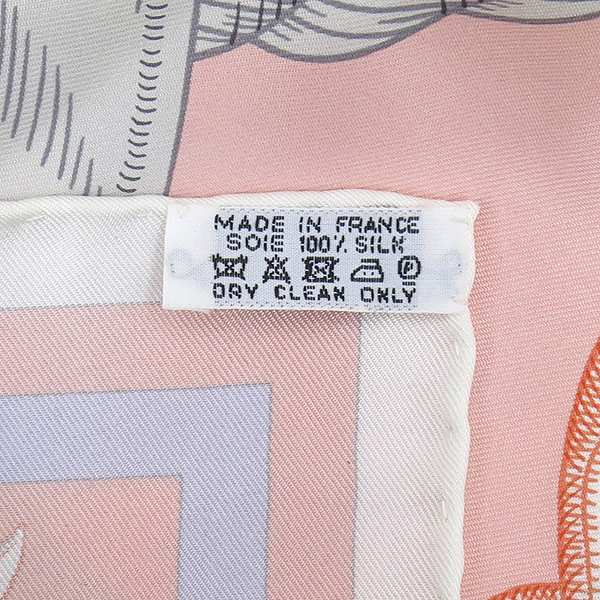 MADE IN FRANCE
SOIE 100% SILK
DRY CLEAN ONLY